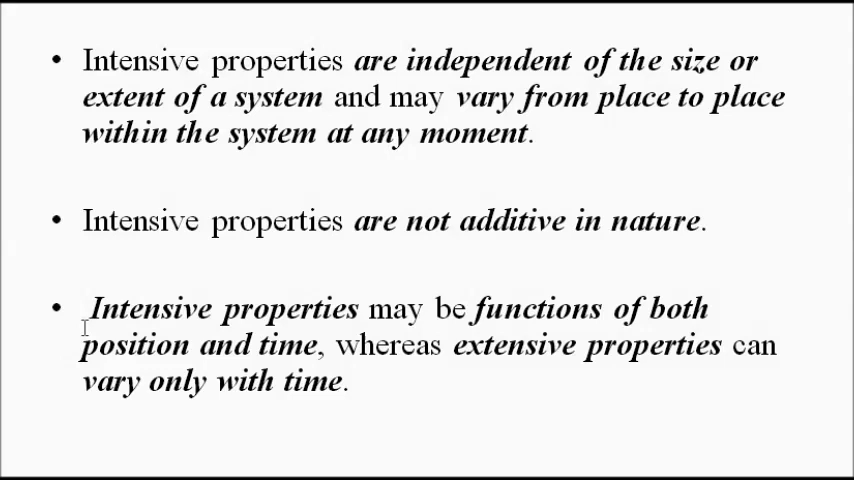 • Intensive properties are independent of the size or
extent of a system and may vary from place to place
within the system at any moment.
• Intensive properties are not additive in nature.
• Intensive properties may be functions of both
position and time, whereas extensive properties can
vary only with time.